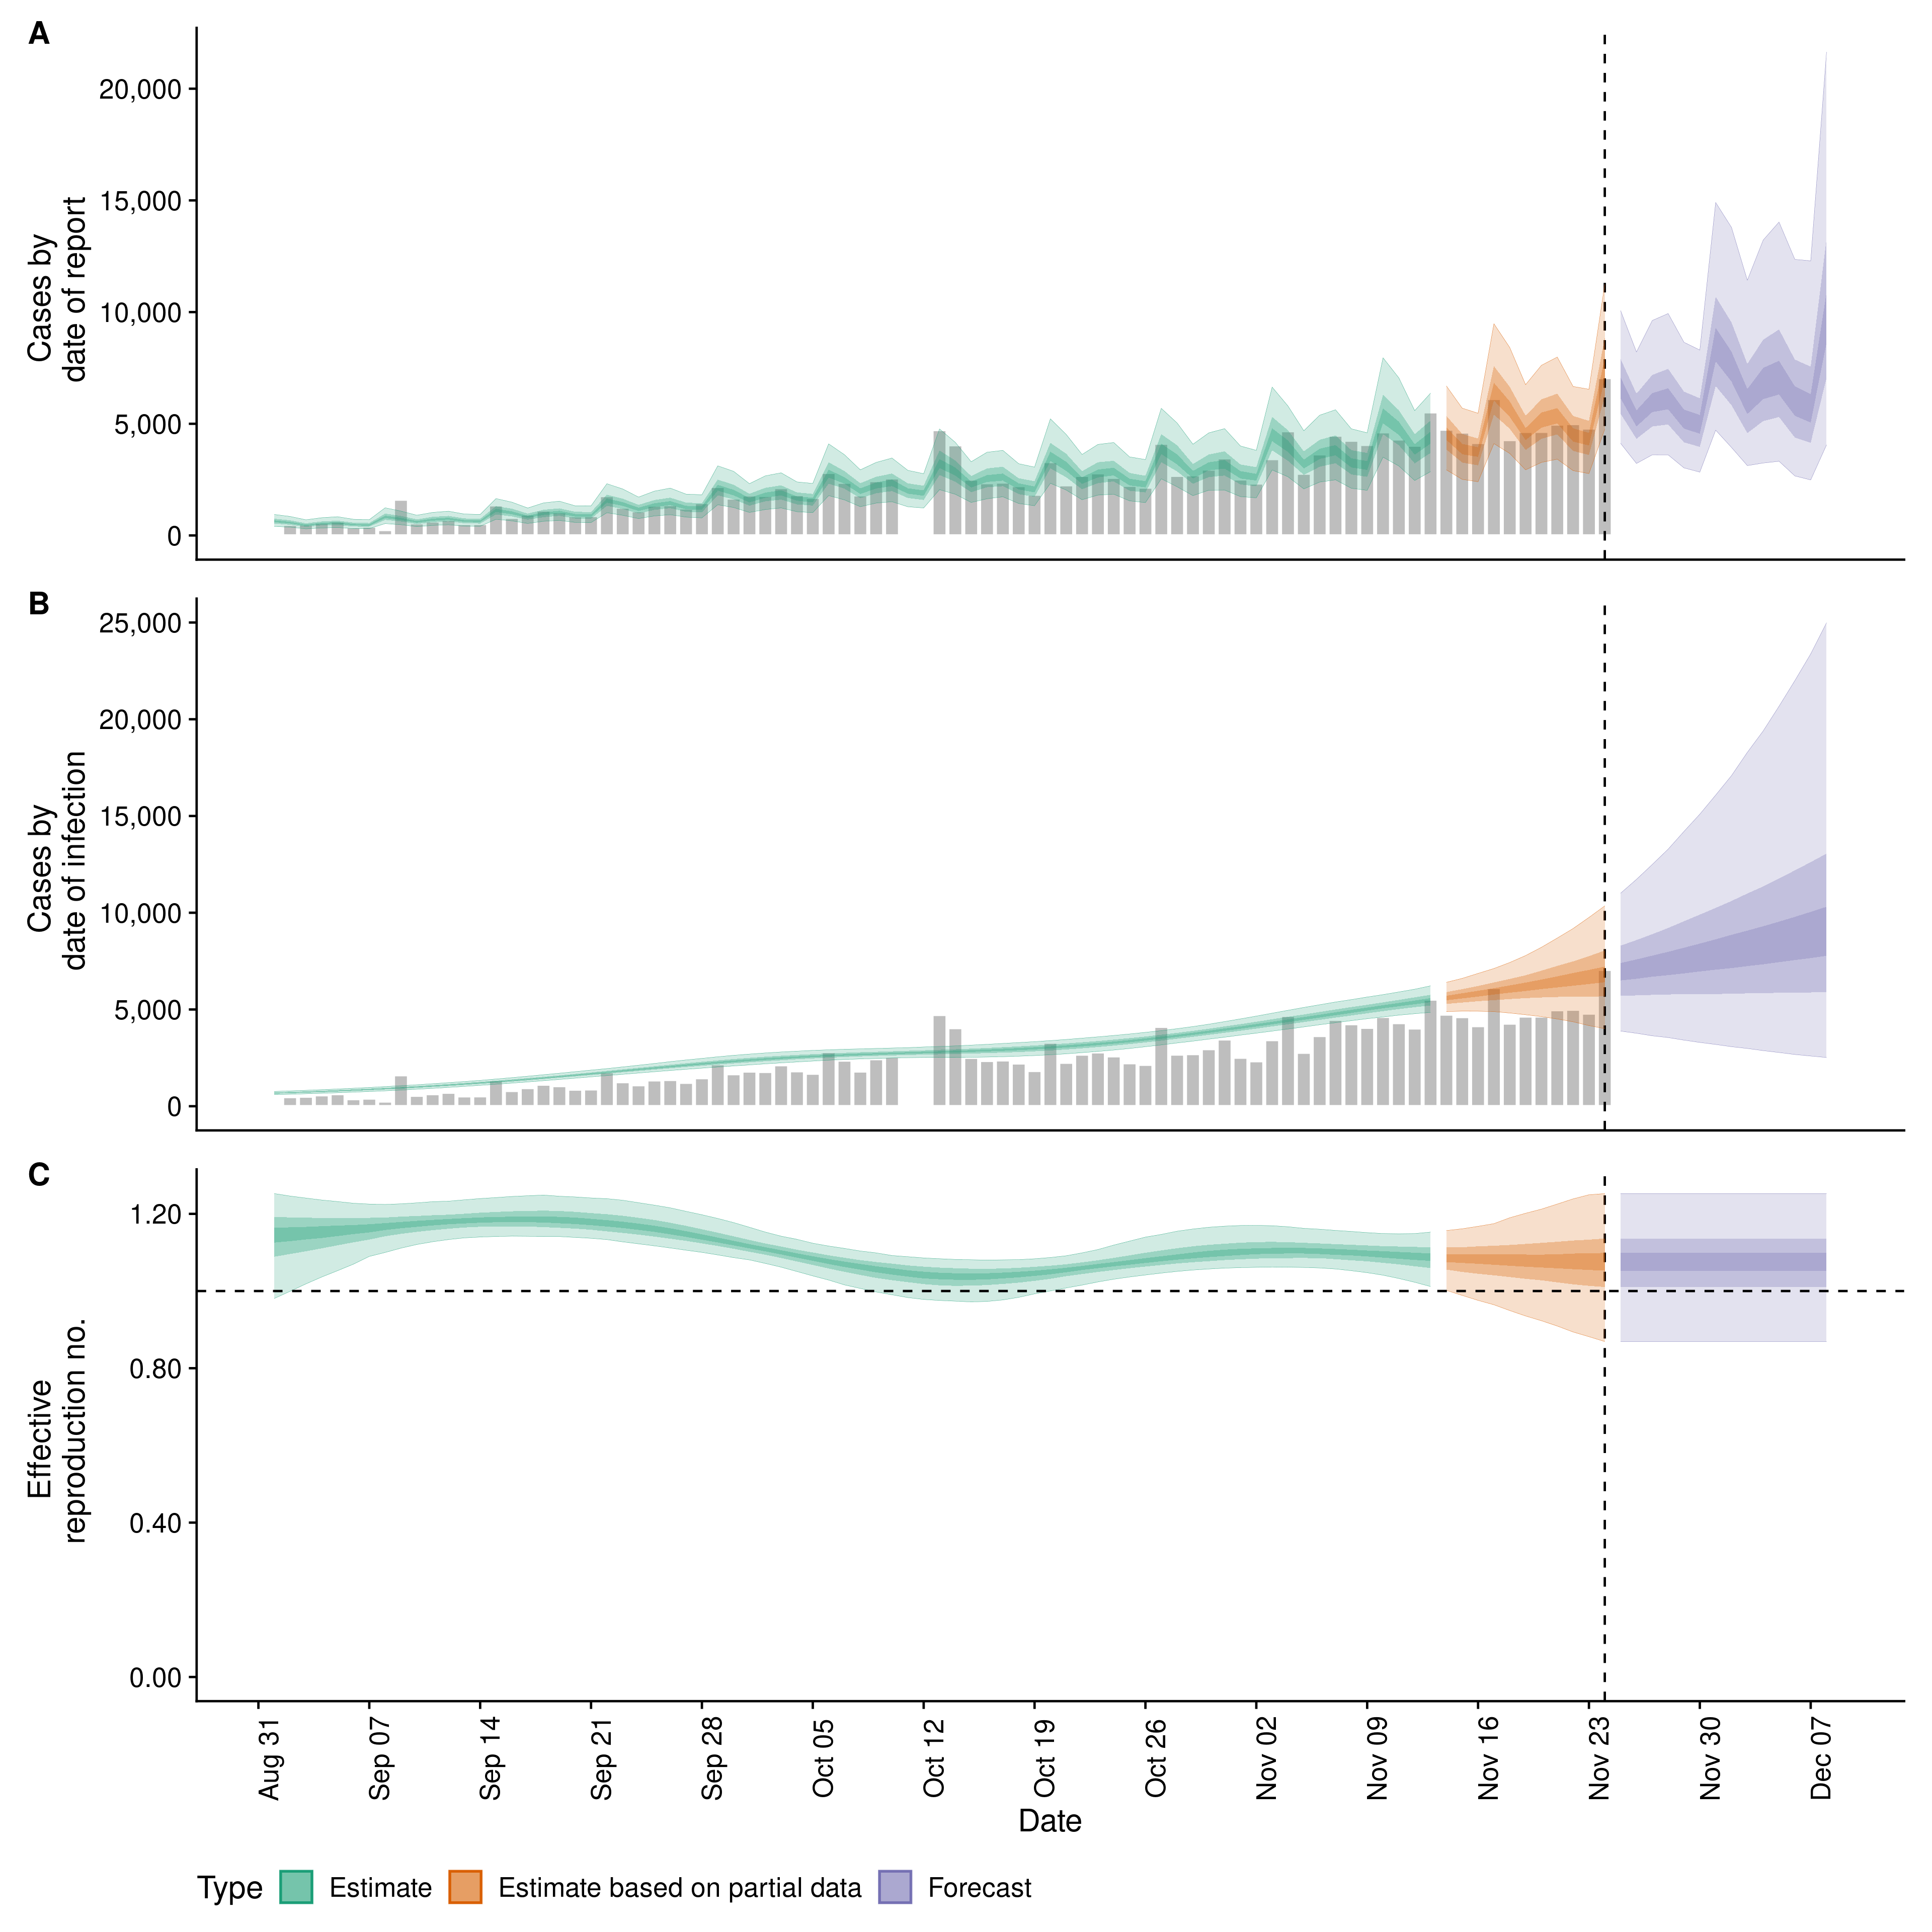 A
20,000
15,000
10,000
5,000
0
Cases by
date of report
B
25,000
20,000
15,000
10,000
5,000
0
Cases by
date of infection
C
1.20
0.80
0.40
0.00
Effective
reproduction no.
Aug 31
Sep 07
Sep 14
Sep 21
Sep 28
Oct 05
Oct 12
Oct 19
Oct 26
Nov 02
Nov 09
Nov 16
Nov 23
Nov 30
Dec 07
Date
Type Estimate Estimate based on partial data Forecast